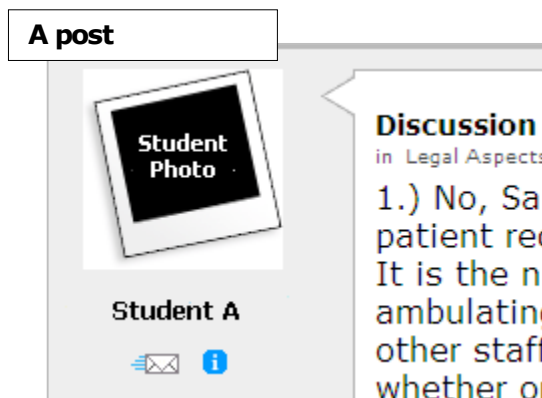 A post
Student
Photo
Student A
i
Discussion
in Legal Aspects
1.) No, Sa
patient rec
It is the n
ambulating
other staff
whether or